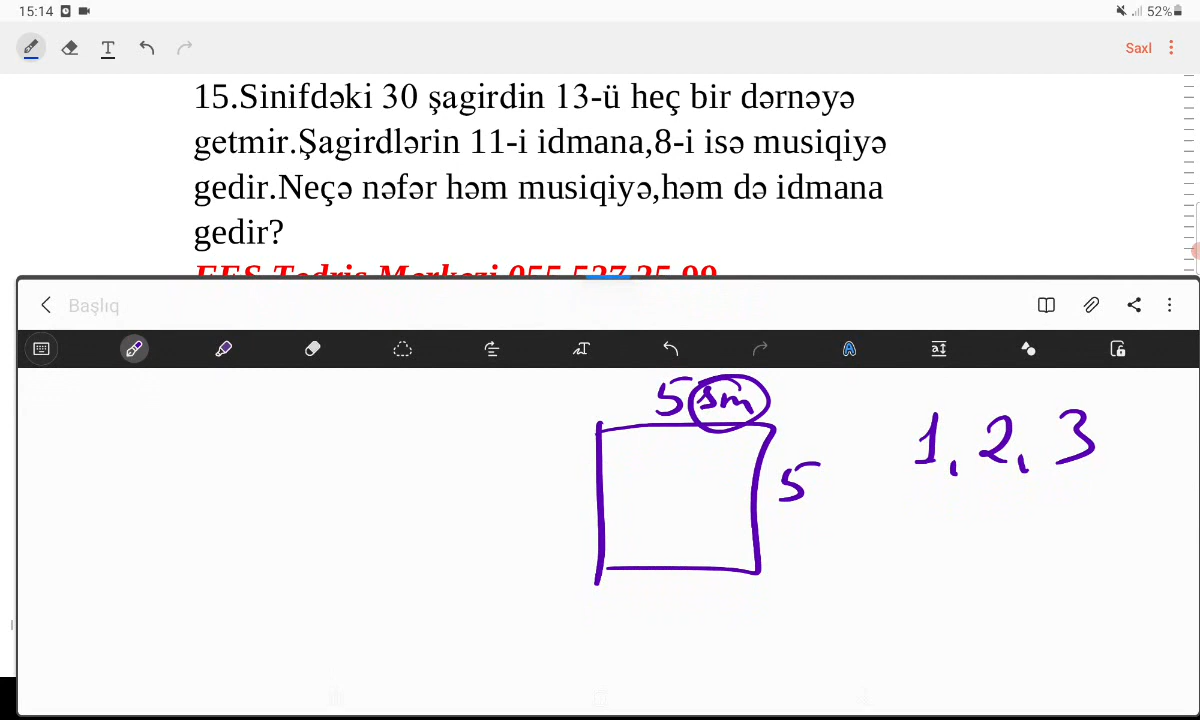 15:14
52%
Saxl
15.Sinifdəki 30 şagirdin 13-ü heç bir dərnəyə
getmir.Şagirdlərin 11-i idmana,8-i isə musiqiyə
gedir.Neçə nəfər həm musiqiyə,həm də idmana
gedir?
Başlıq
5 sm
1, 2, 3
5